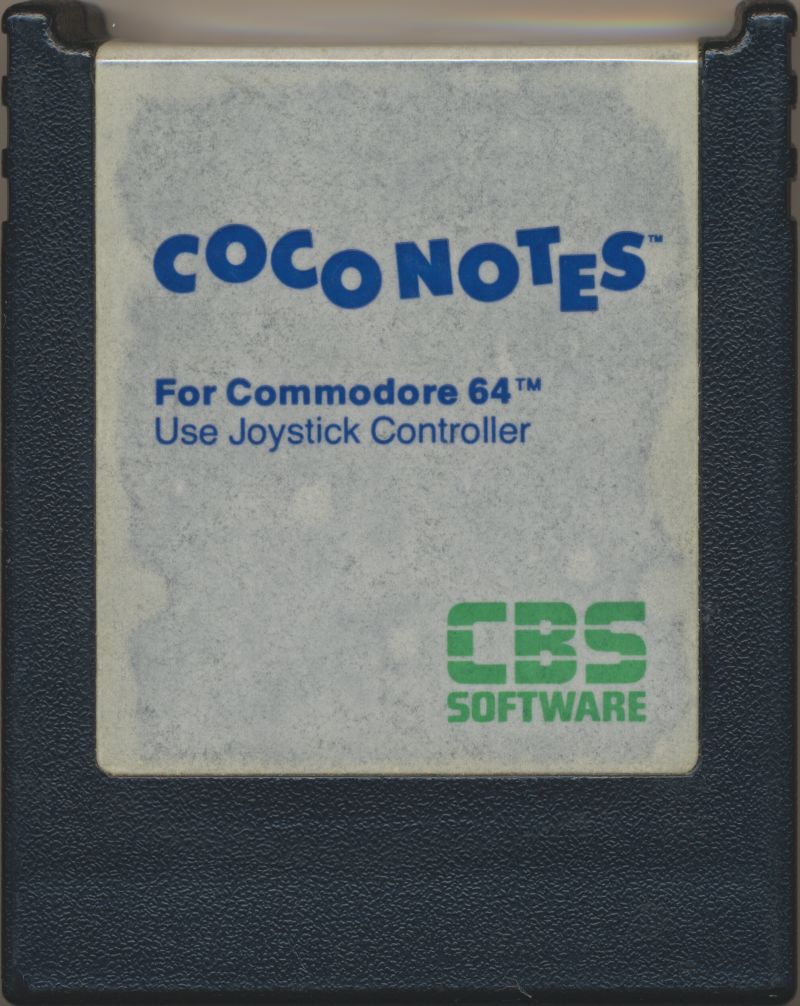 COCO NOTES™
For Commodore 64™
Use Joystick Controller
CBS
SOFTWARE